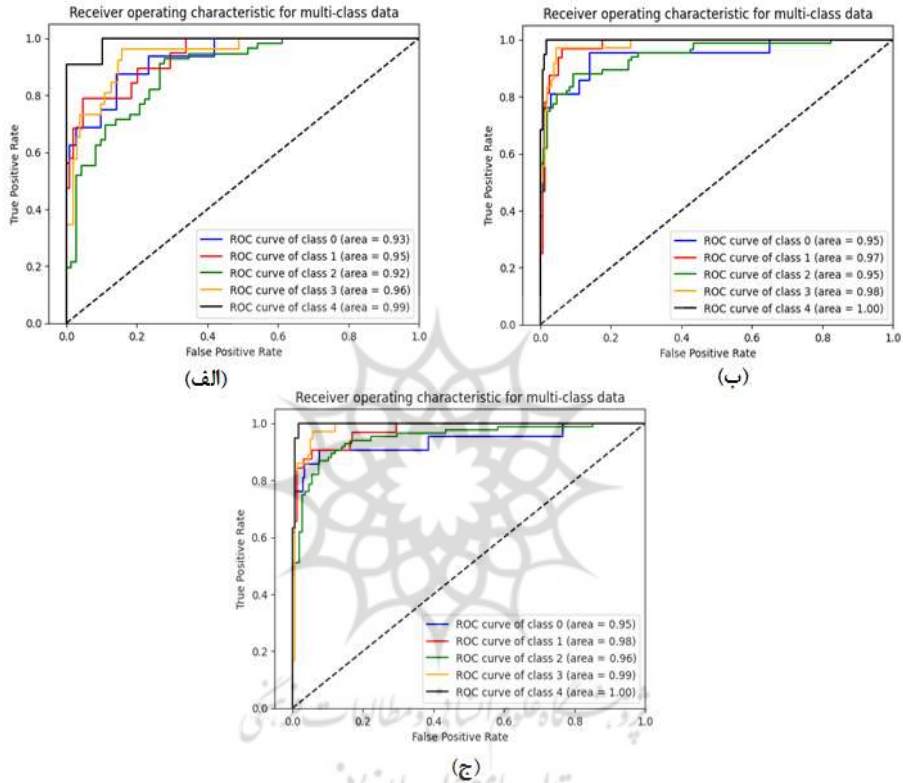 Receiver operating characteristic for multi-class data
True Positive Rate
1.0
0.8
0.6
0.4
0.2
0.0
ROC curve of class 0 (area = 0.93)
ROC curve of class 1 (area = 0.95)
ROC curve of class 2 (area = 0.92)
ROC curve of class 3 (area = 0.96)
ROC curve of class 4 (area = 0.99)
0.0 0.2 0.4 0.6 0.8 1.0
False Positive Rate
(الف)
Receiver operating characteristic for multi-class data
True Positive Rate
1.0
0.8
0.6
0.4
0.2
0.0
ROC curve of class 0 (area = 0.95)
ROC curve of class 1 (area = 0.97)
ROC curve of class 2 (area = 0.95)
ROC curve of class 3 (area = 0.98)
ROC curve of class 4 (area = 1.00)
0.0 0.2 0.4 0.6 0.8 1.0
False Positive Rate
(ب)
Receiver operating characteristic for multi-class data
True Positive Rate
1.0
0.8
0.6
0.4
0.2
0.0
ROC curve of class 0 (area = 0.95)
ROC curve of class 1 (area = 0.98)
ROC curve of class 2 (area = 0.96)
ROC curve of class 3 (area = 0.99)
ROC curve of class 4 (area = 1.00)
0.0 0.2 0.4 0.6 0.8 1.0
False Positive Rate
پژوهشگاه علوم انسانی و مطالعات فرهنگی
(ج)